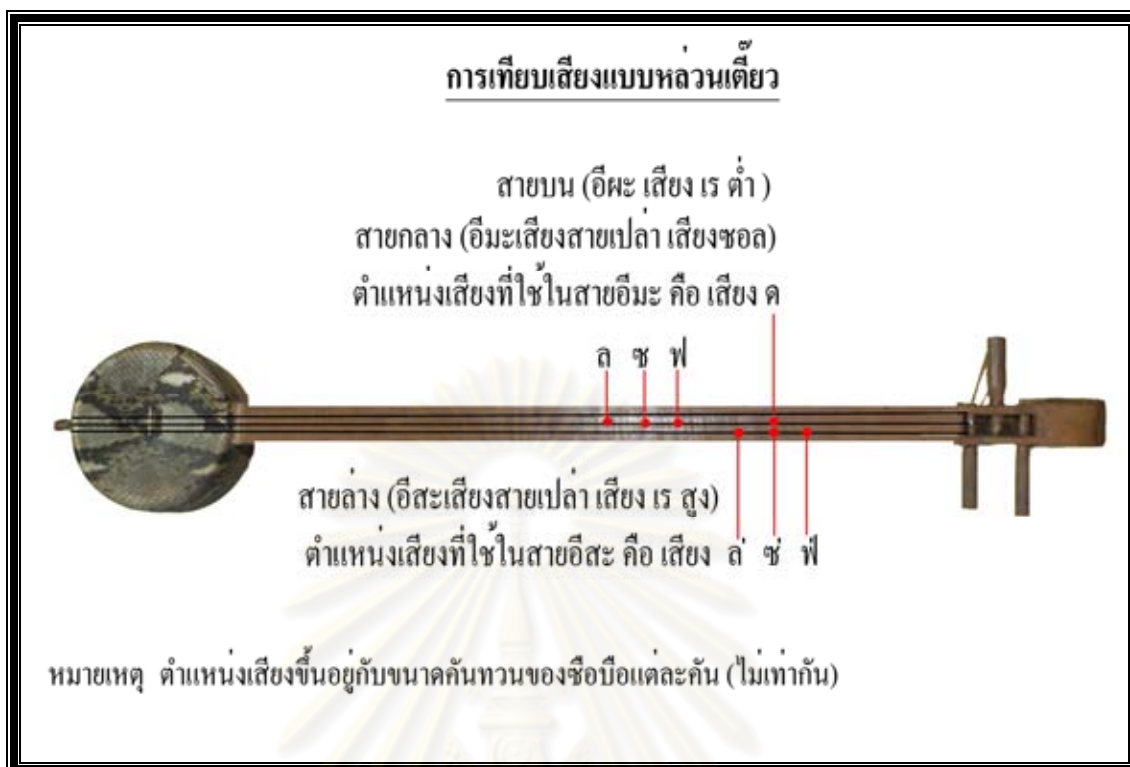 การเทียบเสียงแบบหล่วนเตี๊ยว
สายบน (อีผะ เสียง เร ต่ำ )
สายกลาง (อีมะเสียงสายเปล่า เสียงซอล)
ตำแหน่งเสียงที่ใช้ในสายอีมะ คือ เสียง ด
ล ซ ฟ
สายล่าง (อีสะเสียงสายเปล่า เสียง เร สูง)
ตำแหน่งเสียงที่ใช้ในสายอีสะ คือ เสียง ล่ ซ่ ฟ่
หมายเหตุ ตำแหน่งเสียงขึ้นอยู่กับขนาดคันทวนของซือบือแต่ละคัน (ไม่เท่ากัน)